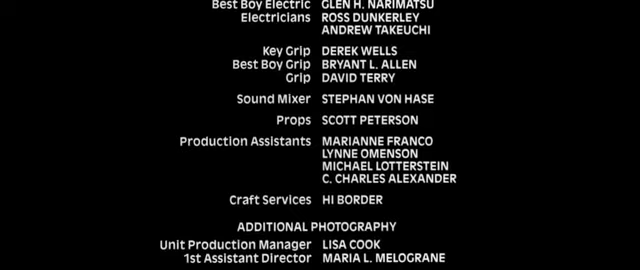 Best Boy Electric GLEN H. NARIMATSU
Electricians ROSS DUNKERLEY
ANDREW TAKEUCHI
Key Grip DEREK WELLS
Best Boy Grip BRYANT L. ALLEN
Grip DAVID TERRY
Sound Mixer STEPHAN VON HASE
Props SCOTT PETERSON
Production Assistants MARIANNE FRANCO
LYNNE OMENSON
MICHAEL LOTTERSTEIN
C. CHARLES ALEXANDER
Craft Services HI BORDER
ADDITIONAL PHOTOGRAPHY
Unit Production Manager LISA COOK
1st Assistant Director MARIA L. MELOGRANE